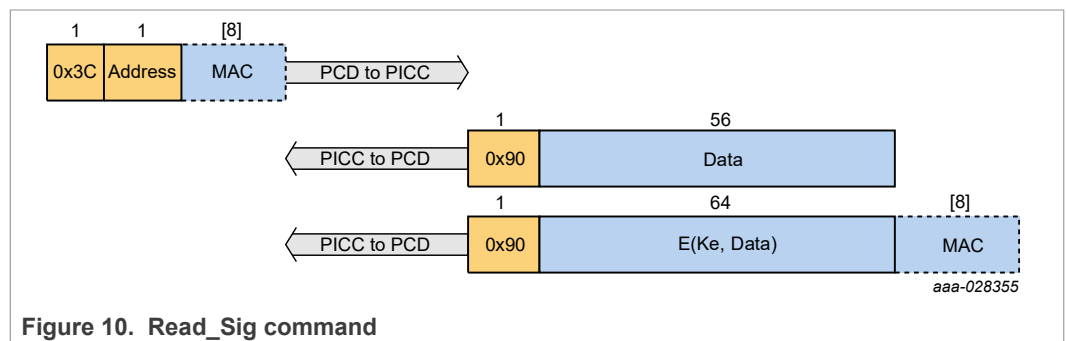 1 1 [8]
0x3C Address MAC PCD to PICC
1 56
PICC to PCD 0x90 Data
1 64 [8]
PICC to PCD 0x90 E(Ke, Data) MAC
aaa-028355
Figure 10. Read_Sig command